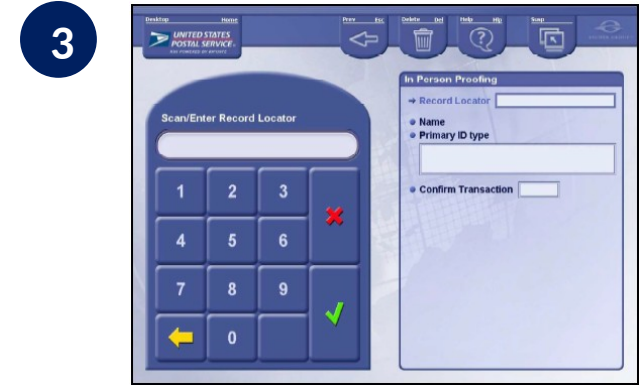 3
Desktop Home Prev Esc Delete Del Help Hlp Susp
UNITED STATES
POSTAL SERVICE
In Person Proofing
Record Locator
Scan/Enter Record Locator
Name
Primary ID type
Confirm Transaction
1 2 3
4 5 6
7 8 9
0